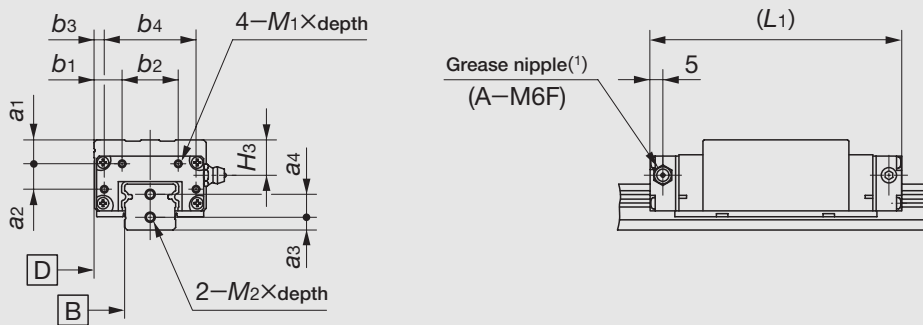 b3 b4 4−M1×depth
b1 b2
a1
a2
H3
a4
a3
D
B
2−M2×depth
(L1)
5
Grease nipple(1)
(A−M6F)